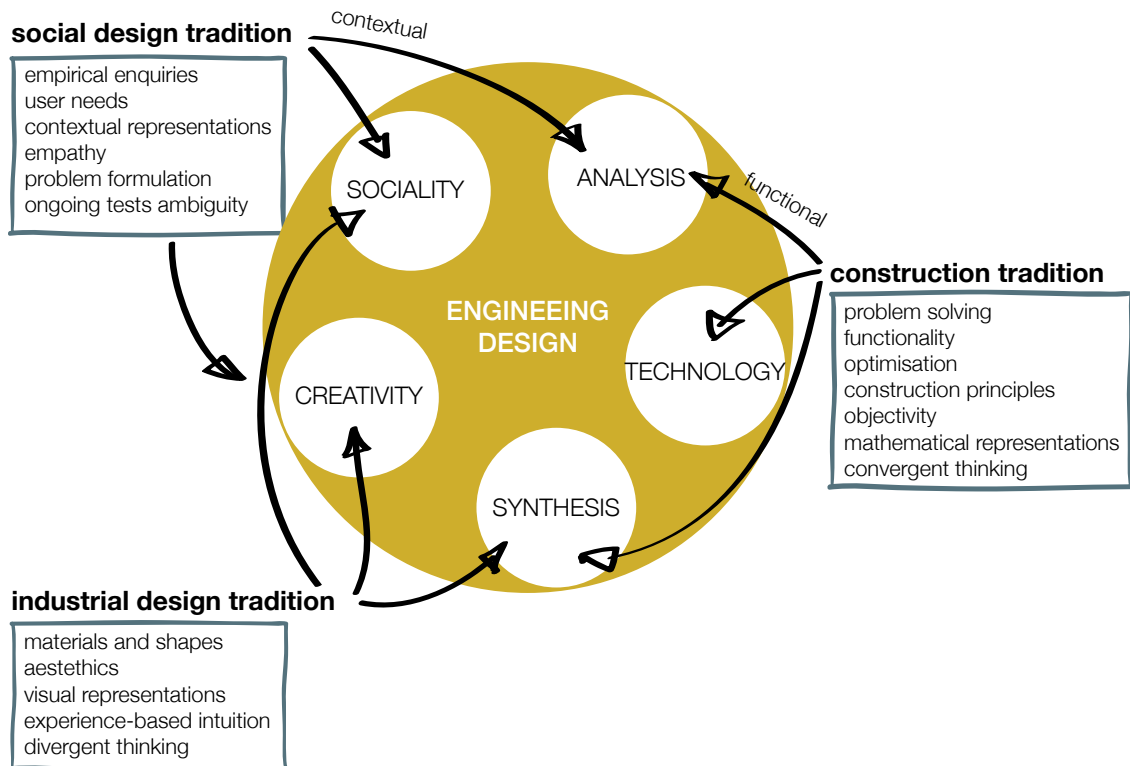 contextual
social design tradition
empirical enquiries
user needs
contextual representations
empathy
problem formulation
ongoing tests ambiguity
SOCIALITY
ANALYSIS
functional
construction tradition
problem solving
functionality
optimisation
construction principles
objectivity
mathematical representations
convergent thinking
ENGINEEING
DESIGN
TECHNOLOGY
CREATIVITY
SYNTHESIS
industrial design tradition
materials and shapes
aestethics
visual representations
experience-based intuition
divergent thinking